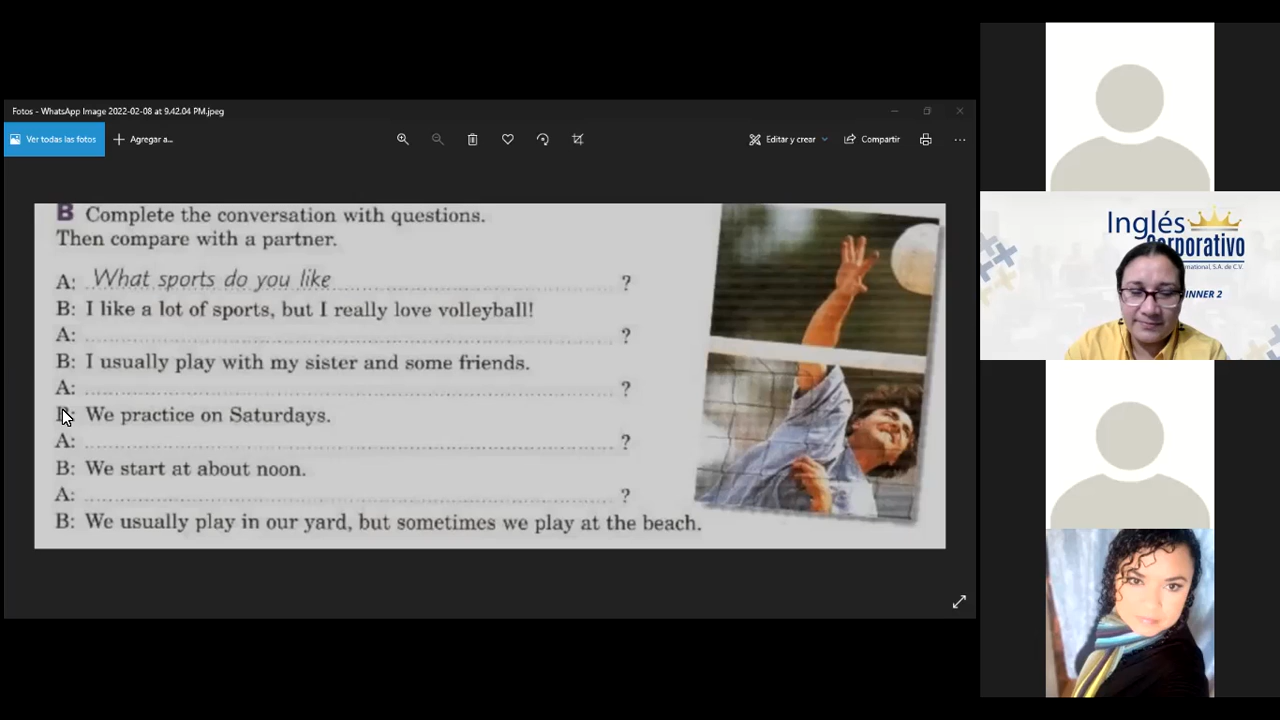 Fotos - WhatsApp Image 2022-02-08 at 9.42.04 PM.jpeg
Ver todas las fotos
Agregar a...
Editar y crear
Compartir
B Complete the conversation with questions.
Then compare with a partner.
A: What sports do you like ?
B: I like a lot of sports, but I really love volleyball!
A: ?
B: I usually play with my sister and some friends.
A: ?
We practice on Saturdays.
A: ?
B: We start at about noon.
A: ?
B: We usually play in our yard, but sometimes we play at the beach.
Inglés
Corporativo
S.A. de C.V.